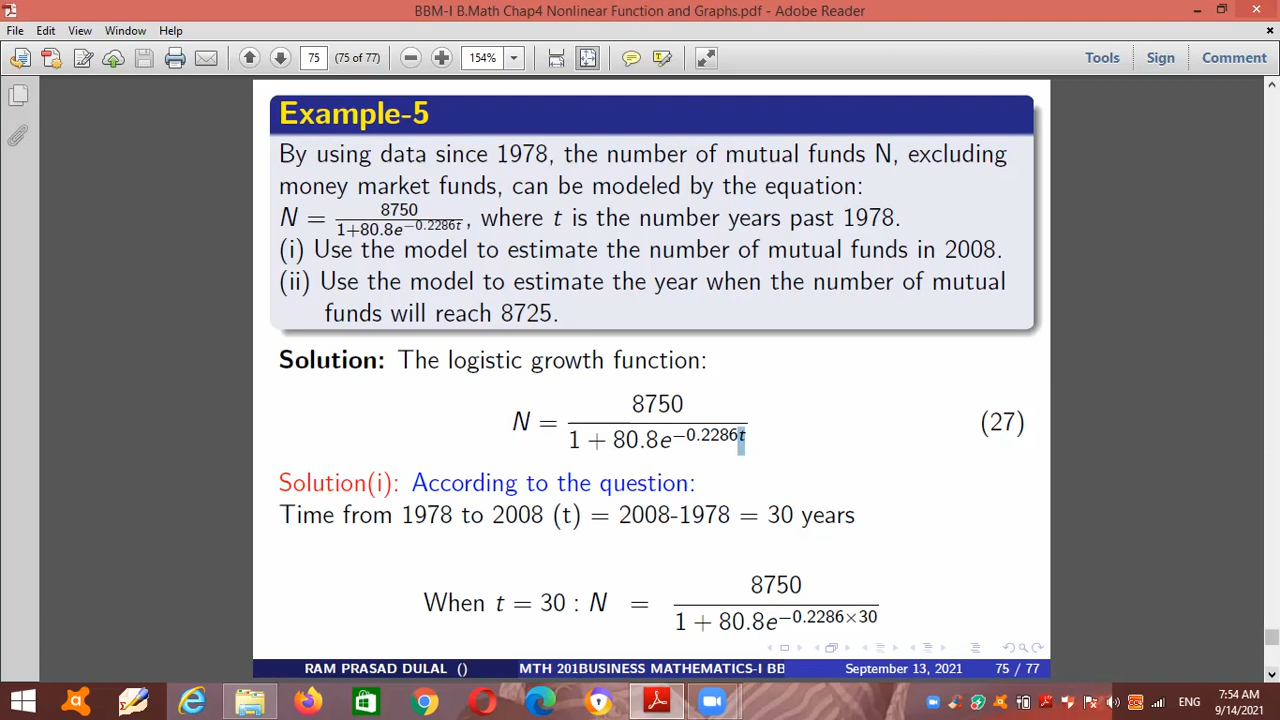 BBM-I B.Math Chap4 Nonlinear Function and Graphs.pdf - Adobe Reader
File Edit View Window Help
75 (75 of 77) 154% Tools Sign Comment
Example-5
By using data since 1978, the number of mutual funds N, excluding
money market funds, can be modeled by the equation:
N = 8750/1+80.8e^−0.2286t, where t is the number years past 1978.
(i) Use the model to estimate the number of mutual funds in 2008.
(ii) Use the model to estimate the year when the number of mutual
funds will reach 8725.
Solution: The logistic growth function:
N = 8750/1 + 80.8e^−0.2286t (27)
Solution(i): According to the question:
Time from 1978 to 2008 (t) = 2008-1978 = 30 years
When t = 30 : N = 8750/1 + 80.8e^−0.2286×30
RAM PRASAD DULAL () MTH 201BUSINESS MATHEMATICS-I BB September 13, 2021 75 / 77
ENG 7:54 AM
9/14/2021